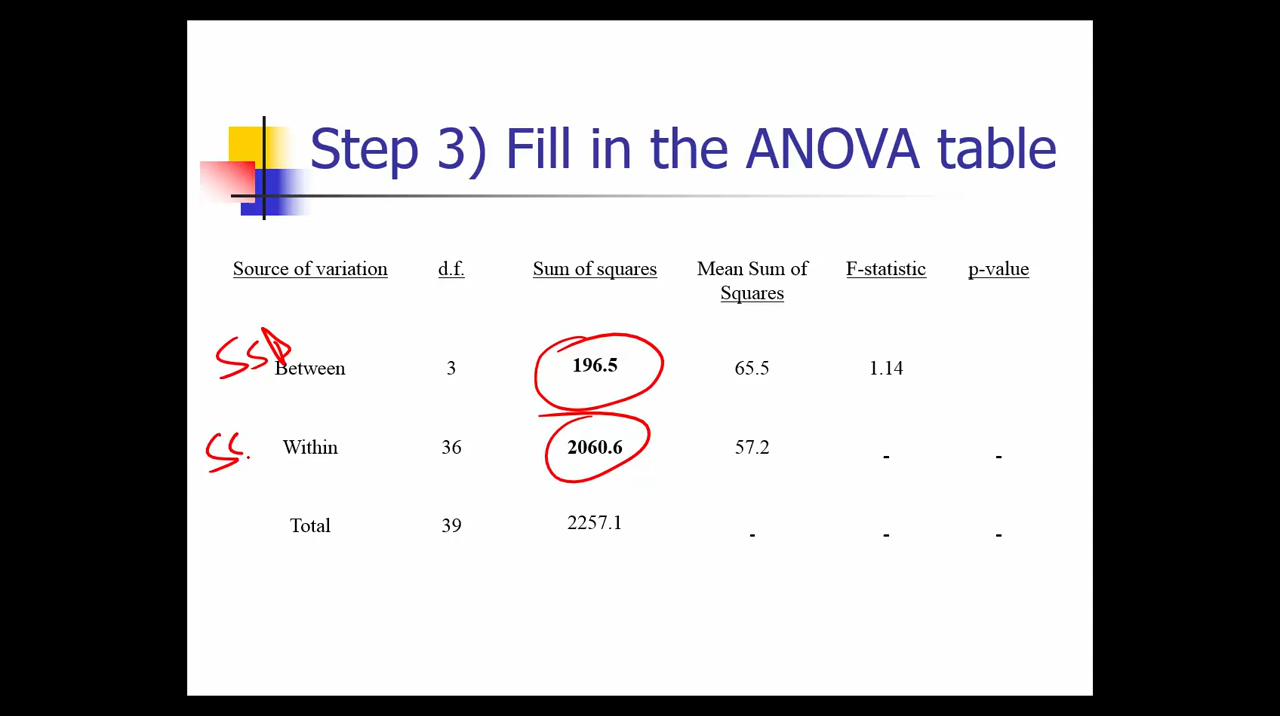 Step 3) Fill in the ANOVA table
Source of variation d.f. Sum of squares Mean Sum of Squares F-statistic p-value
Between 3 196.5 65.5 1.14
Within 36 2060.6 57.2 - -
Total 39 2257.1 - - -
SS